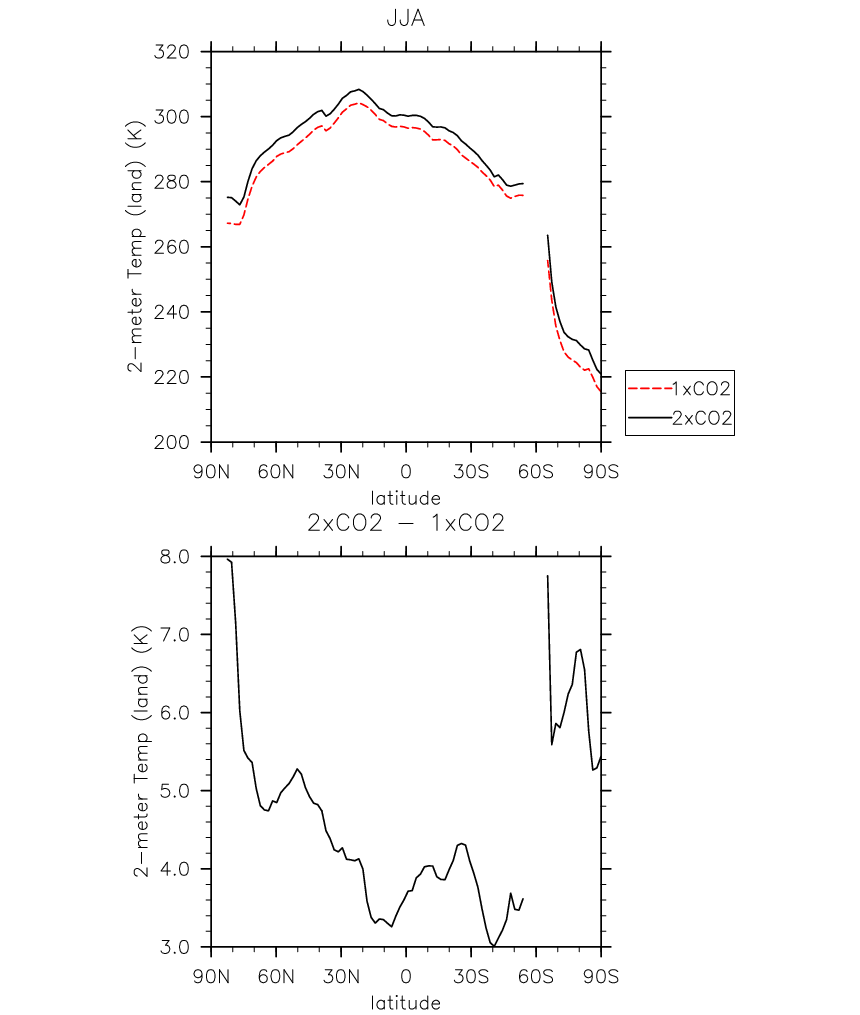 JJA
320
300
280
260
240
220
200
2-meter Temp (land) (K)
90N 60N 30N 0 30S 60S 90S
latitude
1xCO2
2xCO2
2xCO2 - 1xCO2
8.0
7.0
6.0
5.0
4.0
3.0
2-meter Temp (land) (K)
90N 60N 30N 0 30S 60S 90S
latitude